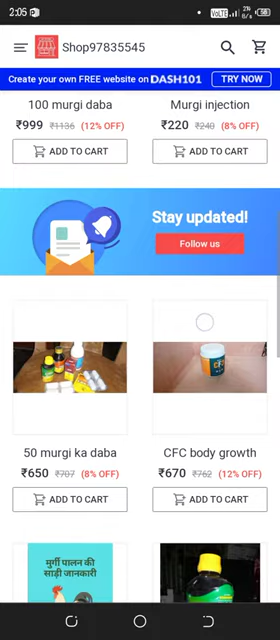 2:05
VoLTE
Shop97835545
Create your own FREE website on DASH101 TRY NOW
100 murgi daba
Murgi injection
₹999 ₹1136 (12% OFF)
₹220 ₹240 (8% OFF)
ADD TO CART
ADD TO CART
Stay updated!
Follow us
50 murgi ka daba
CFC body growth
₹650 ₹707 (8% OFF)
₹670 ₹762 (12% OFF)
ADD TO CART
ADD TO CART
मुर्गी पालन की
साड़ी जानकारी